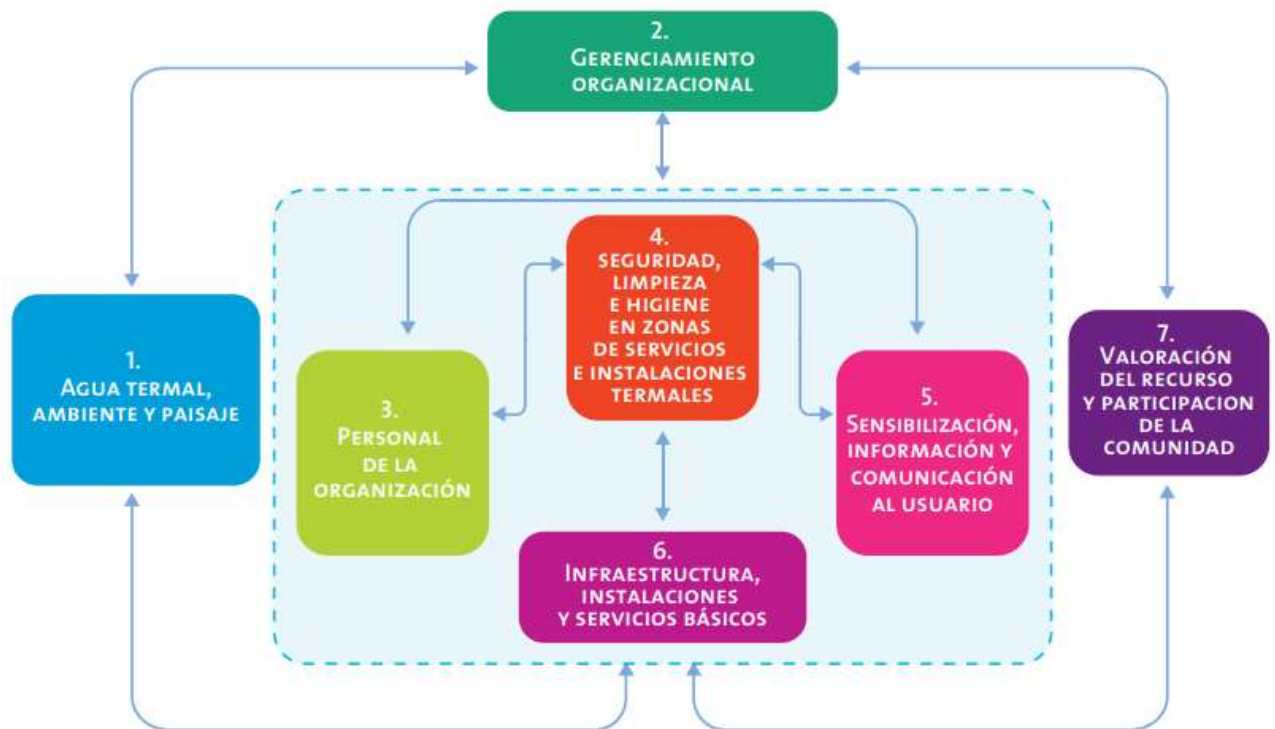 2.
GERENCIAMIENTO
ORGANIZACIONAL
1.
AGUA TERMAL,
AMBIENTE Y PAISAJE
3.
PERSONAL
DE LA
ORGANIZACIÓN
4.
SEGURIDAD,
LIMPIEZA
E HIGIENE
EN ZONAS
DE SERVICIOS
E INSTALACIONES
TERMALES
5.
SENSIBILIZACIÓN,
INFORMACIÓN Y
COMUNICACIÓN
AL USUARIO
6.
INFRAESTRUCTURA,
INSTALACIONES
Y SERVICIOS BÁSICOS
7.
VALORACIÓN
DEL RECURSO
Y PARTICIPACION
DE LA
COMUNIDAD